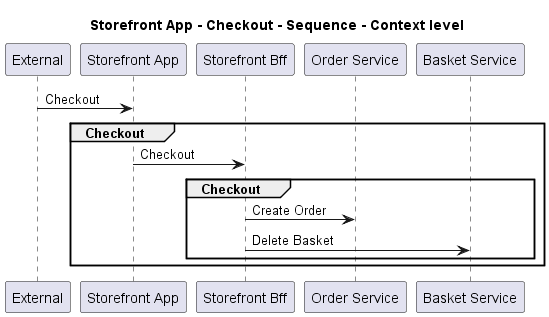 Storefront App - Checkout - Sequence - Context level
External Storefront App Storefront Bff Order Service Basket Service
Checkout
Checkout
Checkout
Checkout
Create Order
Delete Basket
External Storefront App Storefront Bff Order Service Basket Service